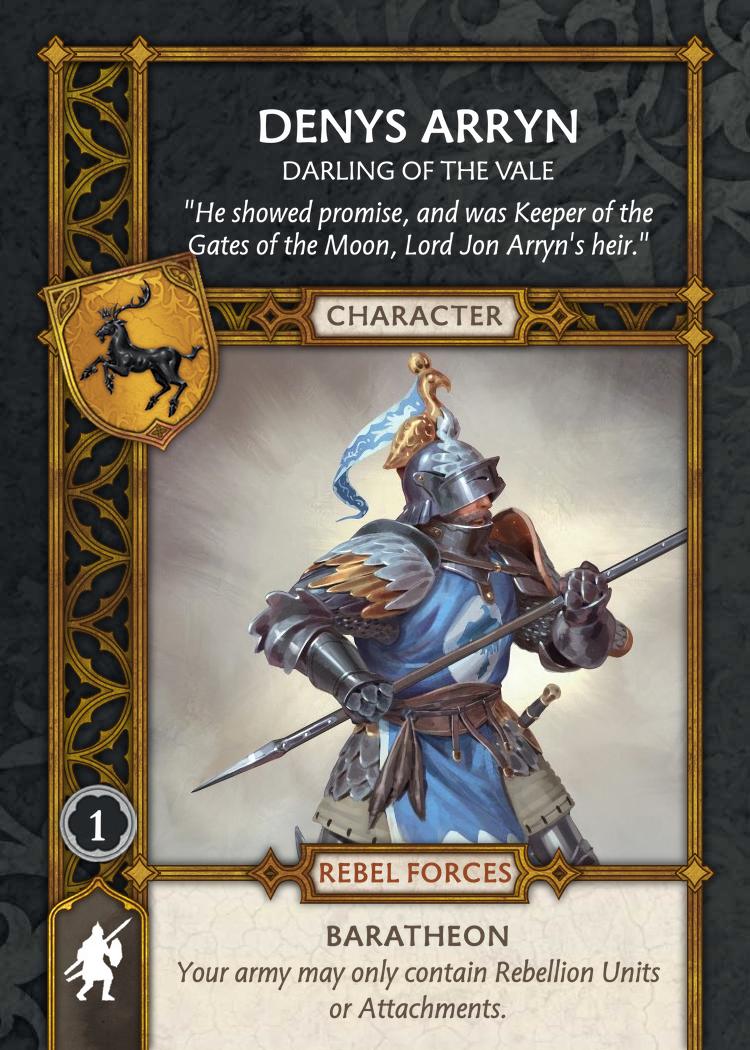 DENYS ARRYN
DARLING OF THE VALE
"He showed promise, and was Keeper of the
Gates of the Moon, Lord Jon Arryn's heir."
CHARACTER
1
REBEL FORCES
BARATHEON
Your army may only contain Rebellion Units
or Attachments.